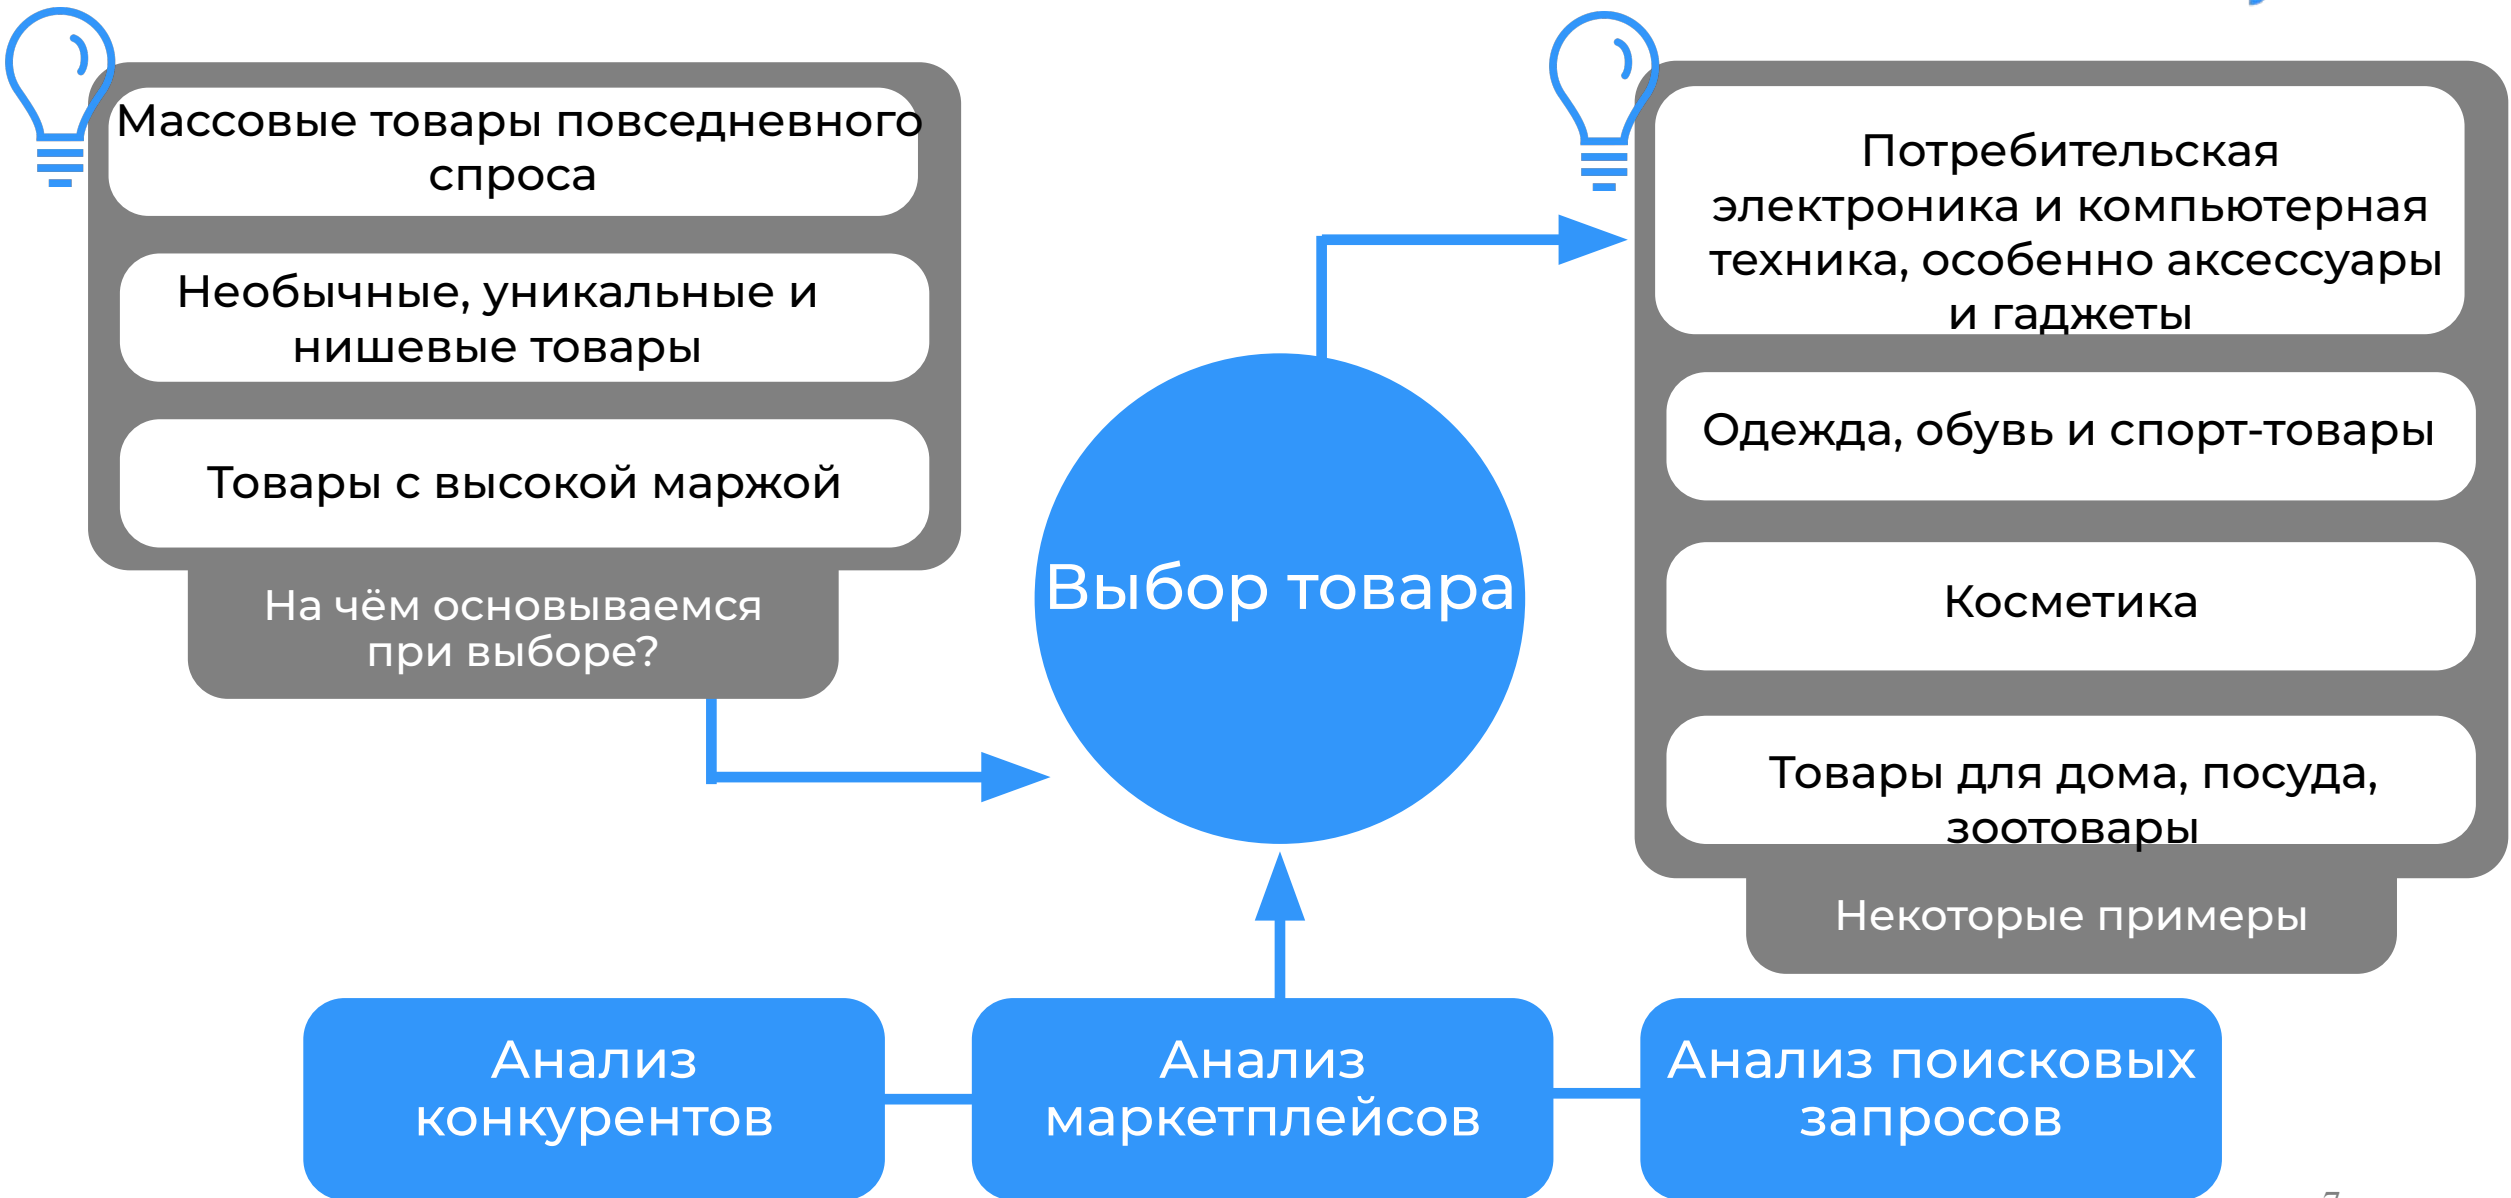 Массовые товары повседневного
спроса
Необычные, уникальные и
нишевые товары
Товары с высокой маржой
На чём основываемся
при выборе?
Выбор товара
Потребительская
электроника и компьютерная
техника, особенно аксессуары
и гаджеты
Одежда, обувь и спорт-товары
Косметика
Товары для дома, посуда,
зоотовары
Некоторые примеры
Анализ
конкурентов
Анализ
маркетплейсов
Анализ поисковых
запросов